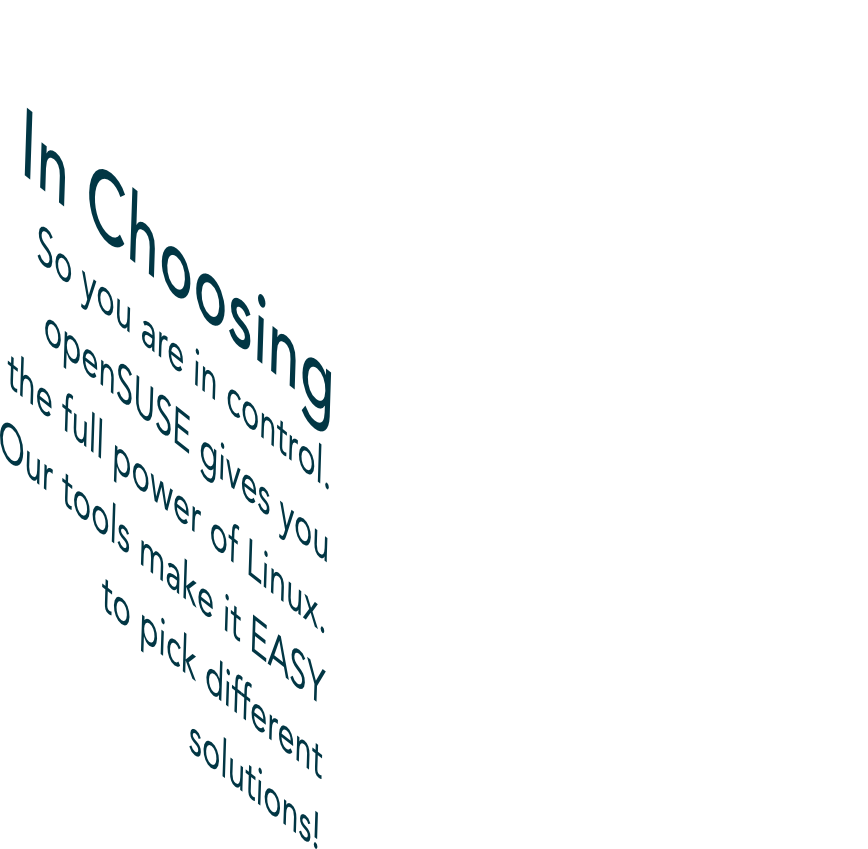 In Choosing
So you are in control.
openSUSE gives you
the full power of Linux.
Our tools make it EASY
to pick different
solutions!